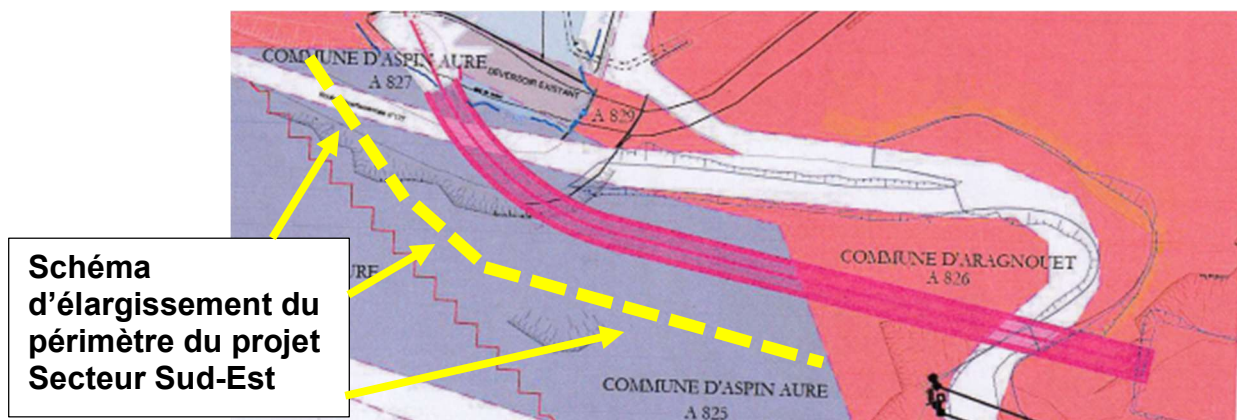 COMMUNE D'ASPIN AURE
A 827
DEVERSOIR EXISTANT
A 829
COMMUNE D'ARAGNOUET
A 826
Schéma
d'élargissement du
périmètre du projet
Secteur Sud-Est
URE
COMMUNE D'ASPIN AURE
A 825